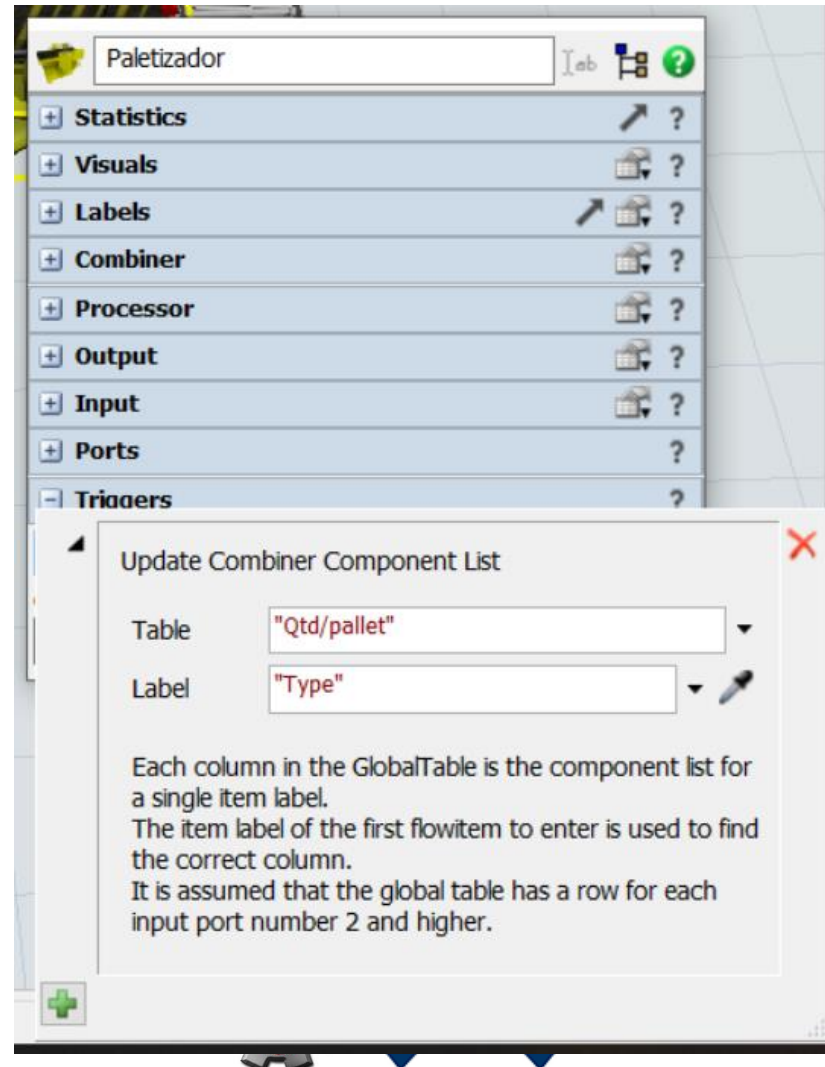 Paletizador
Statistics
?
Visuals
?
Labels
?
Combiner
?
Processor
?
Output
?
Input
?
Ports
?
Triggers
?
Update Combiner Component List
Table "Qtd/pallet"
Label "Type"
Each column in the GlobalTable is the component list for
a single item label.
The item label of the first flowitem to enter is used to find
the correct column.
It is assumed that the global table has a row for each
input port number 2 and higher.